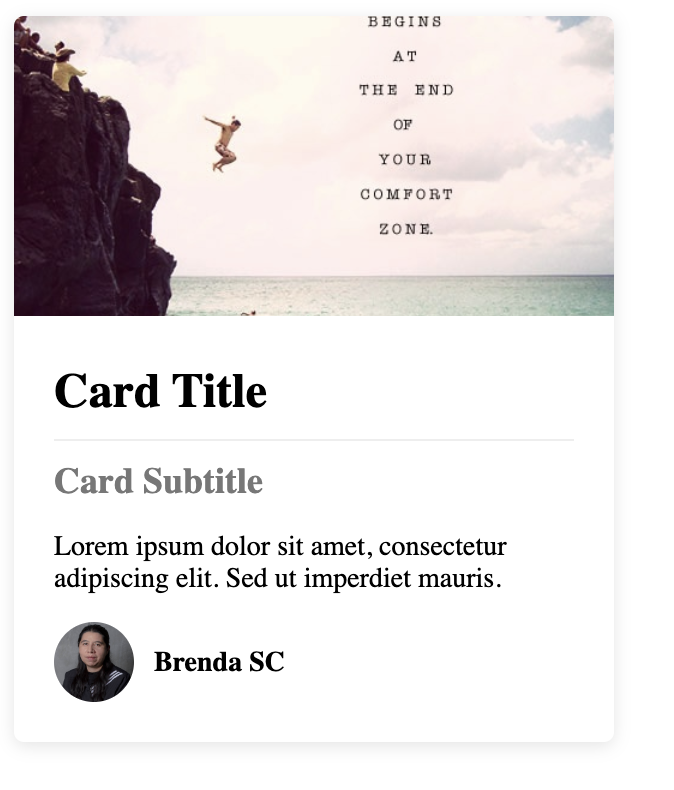 BEGINS
AT
THE END
OF
YOUR
COMFORT
ZONE.
Card Title
Card Subtitle
Lorem ipsum dolor sit amet, consectetur
adipiscing elit. Sed ut imperdiet mauris.
Brenda SC